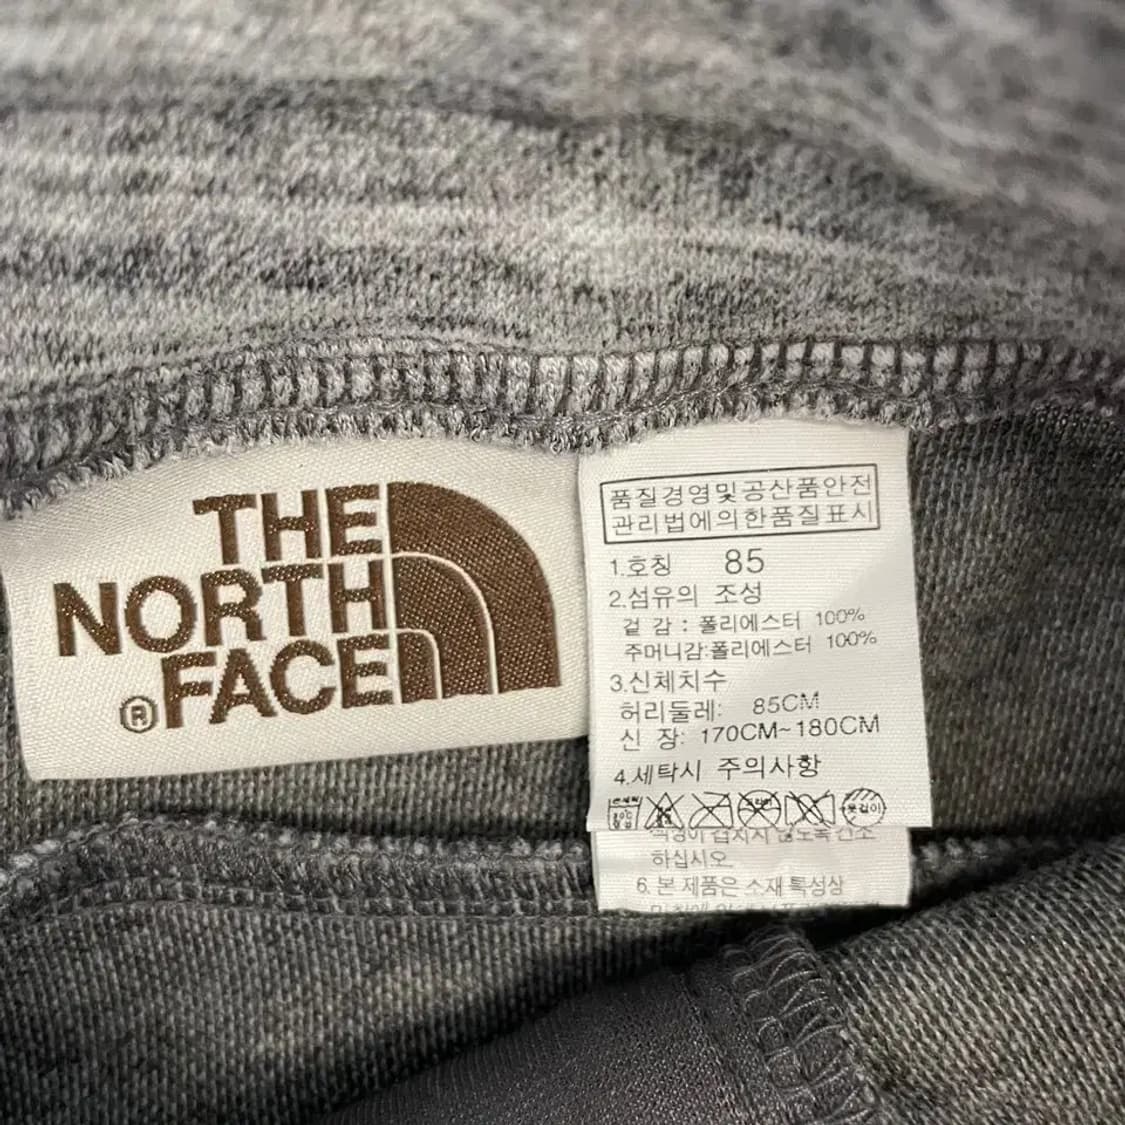 THE
NORTH
FACE
®
품질경영및공산품안전
관리법에의한품질표시
1.호칭 85
2.섬유의 조성
겉 감 : 폴리에스터 100%
주머니감:폴리에스터 100%
3.신체치수
허리둘레: 85CM
신 장: 170CM~180CM
4.세탁시 주의사항
옷걸이
하십시오.
6. 본 제품은 소재 특성상